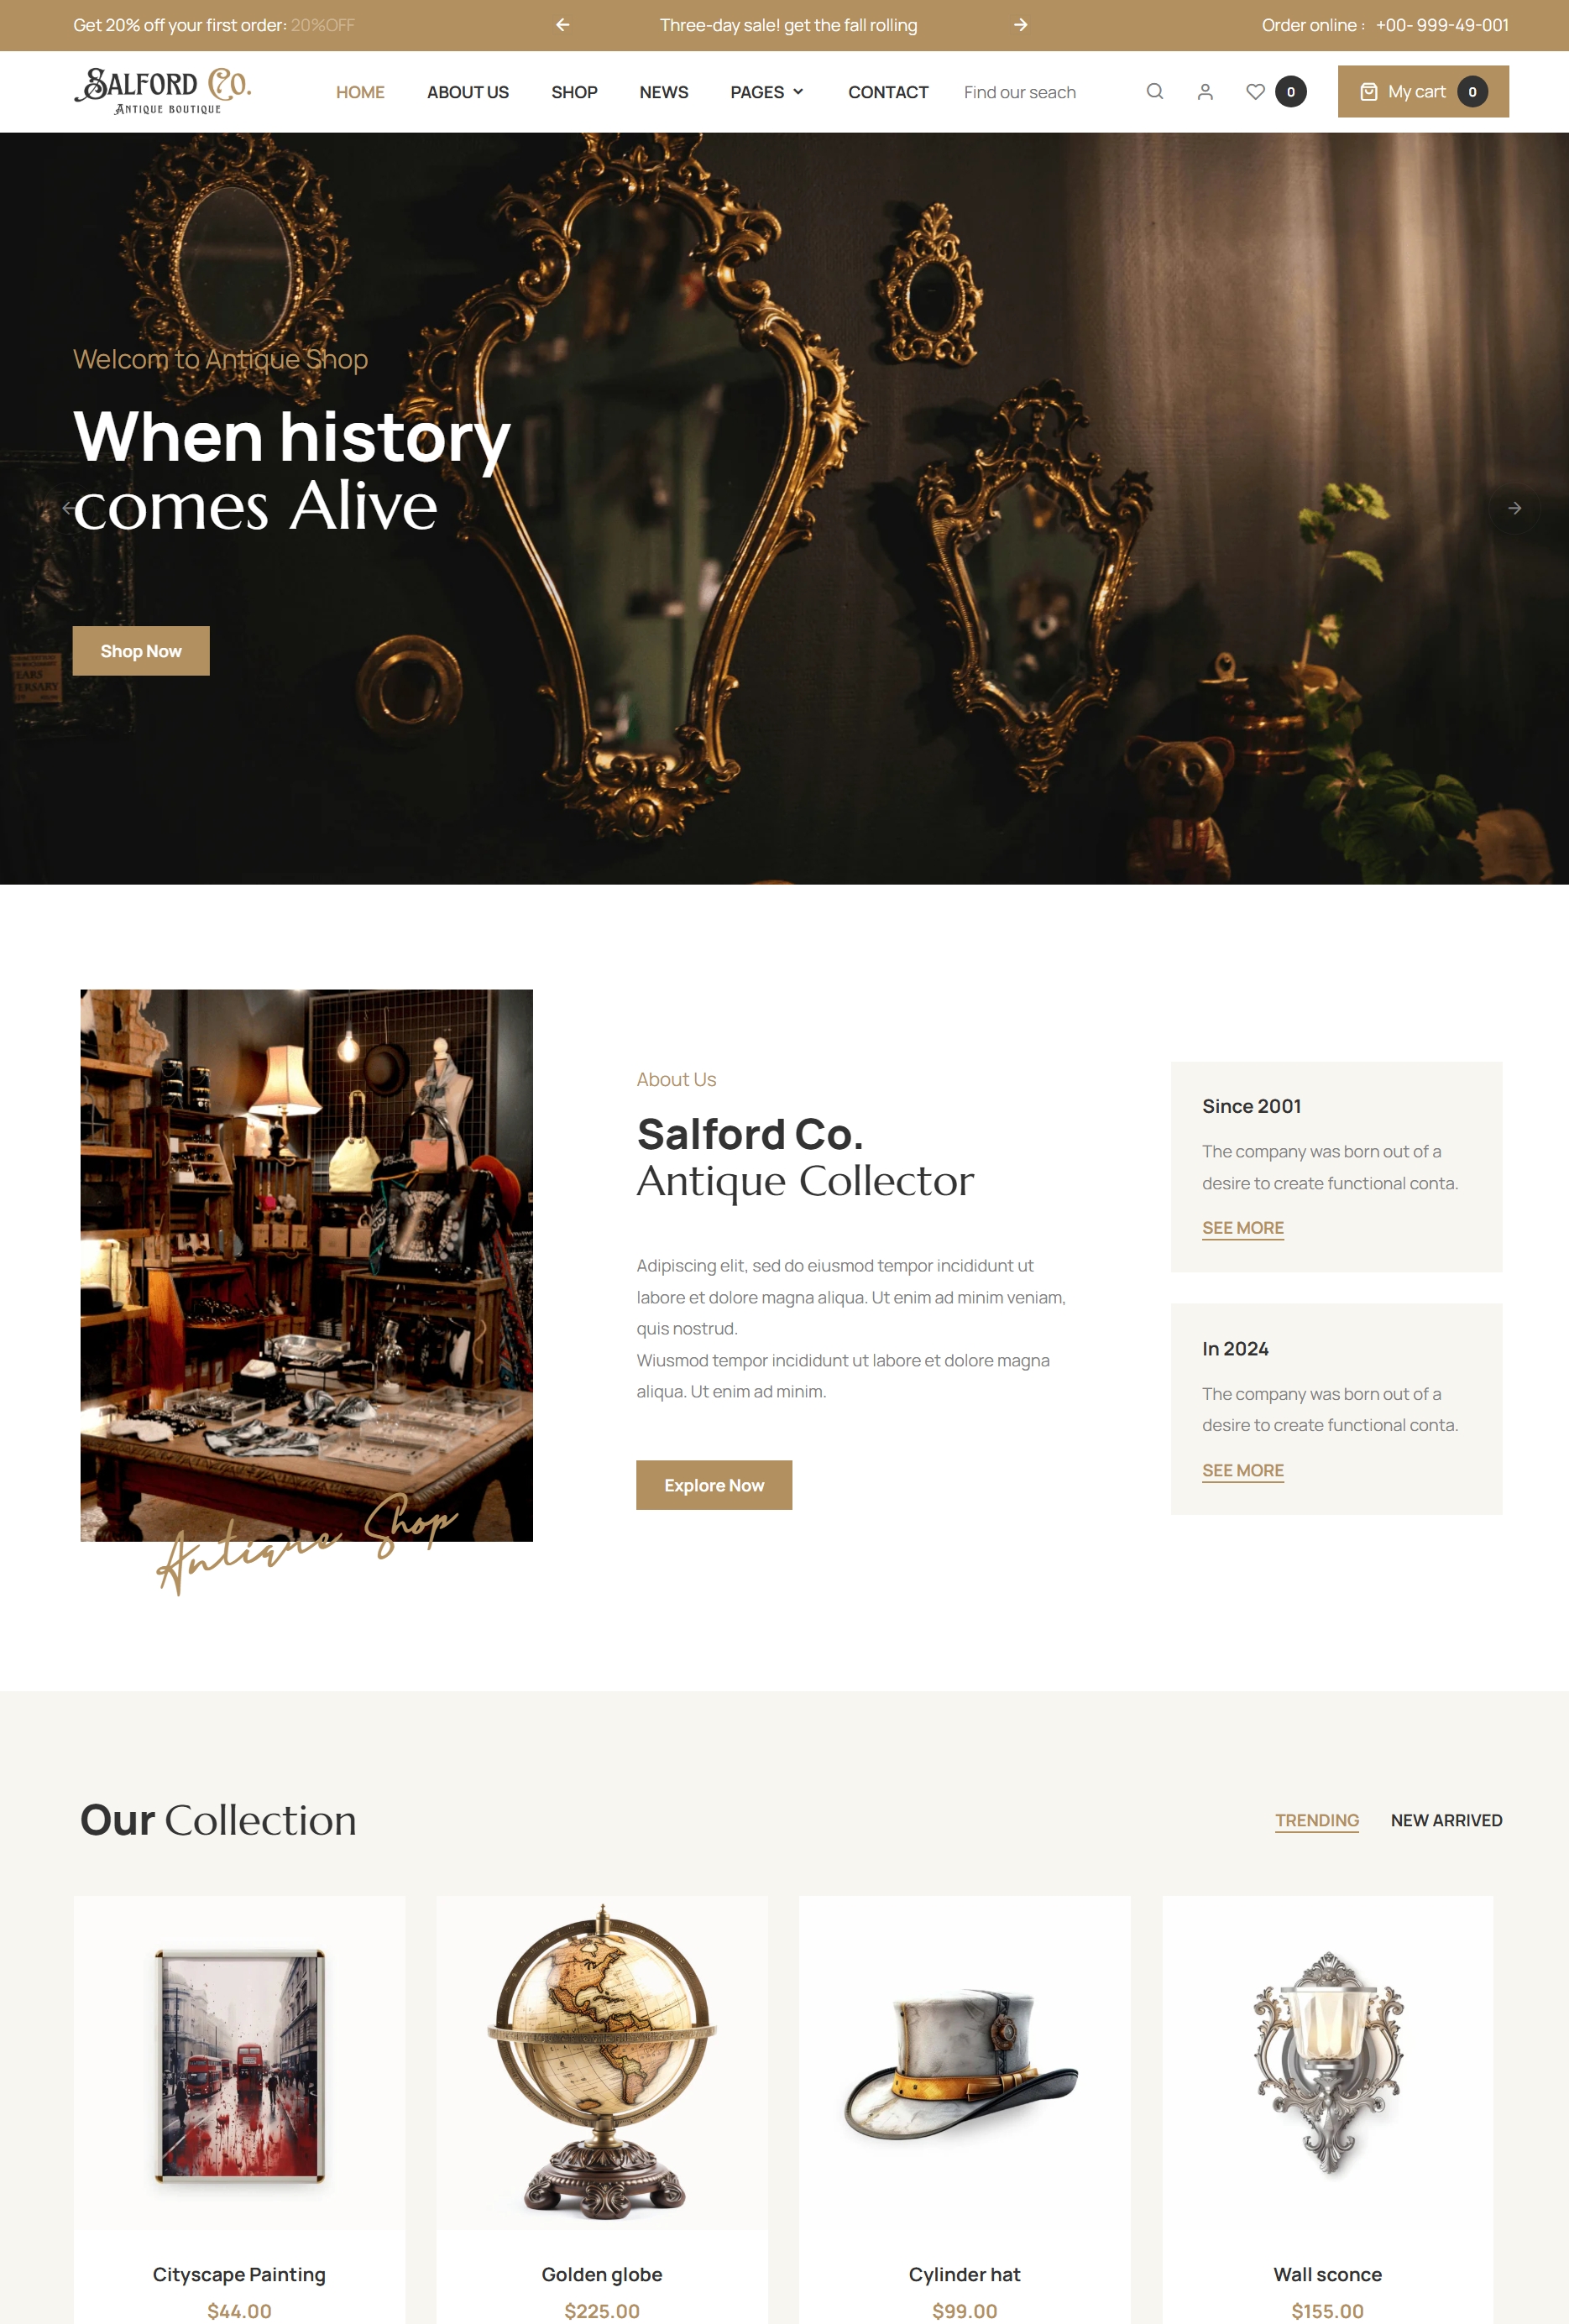 Get 20% off your first order: 20%OFF
Three-day sale! get the fall rolling
Order online : +00- 999-49-001
SALFORD CO.
ANTIQUE BOUTIQUE
HOME ABOUT US SHOP NEWS PAGES CONTACT Find our seach 0 My cart 0
Welcom to Antique Shop
When history
comes Alive
Shop Now
EARS
VERSARY
About Us
Salford Co.
Antique Collector
Adipiscing elit, sed do eiusmod tempor incididunt ut
labore et dolore magna aliqua. Ut enim ad minim veniam,
quis nostrud.
Wiusmod tempor incididunt ut labore et dolore magna
aliqua. Ut enim ad minim.
Explore Now
Antique Shop
Since 2001
The company was born out of a
desire to create functional conta.
SEE MORE
In 2024
The company was born out of a
desire to create functional conta.
SEE MORE
Our Collection
TRENDING NEW ARRIVED
Cityscape Painting
$44.00
Golden globe
$225.00
Cylinder hat
$99.00
Wall sconce
$155.00